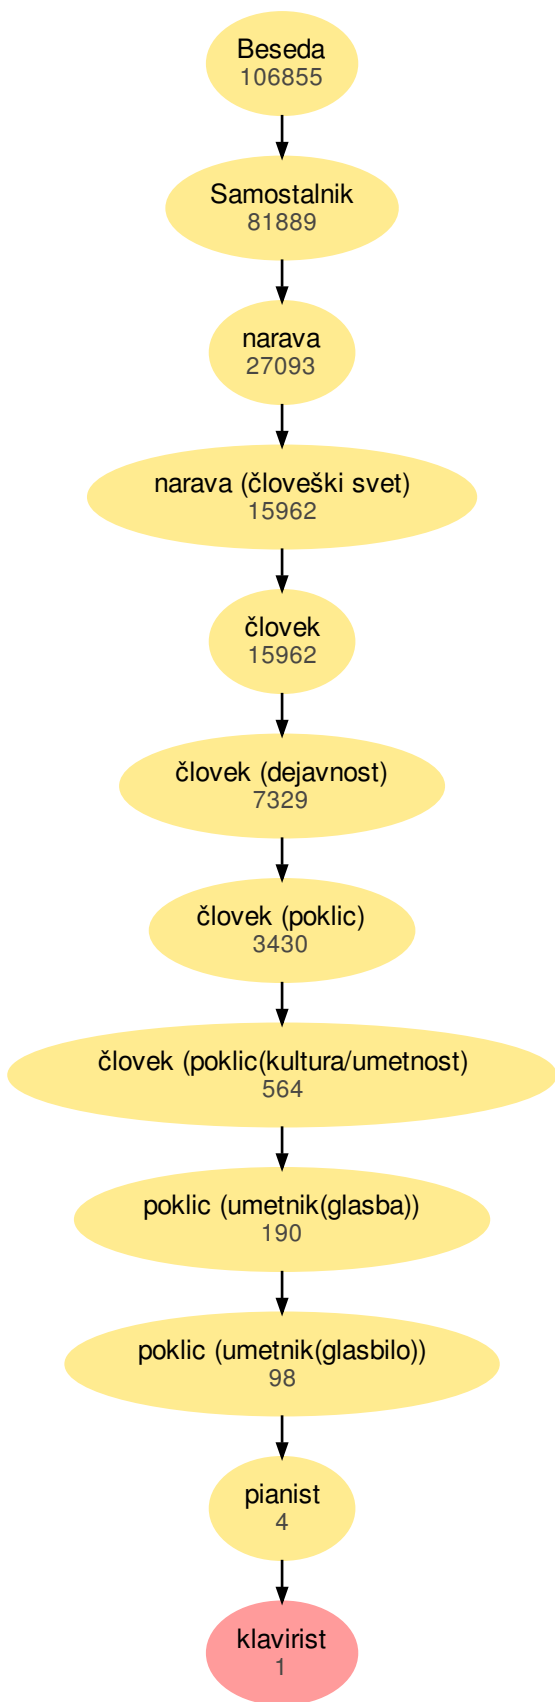 Beseda
106855
Samostalnik
81889
narava
27093
narava (človeški svet)
15962
človek
15962
človek (dejavnost)
7329
človek (poklic)
3430
človek (poklic(kultura/umetnost)
564
poklic (umetnik(glasba))
190
poklic (umetnik(glasbilo))
98
pianist
4
klavirist
1